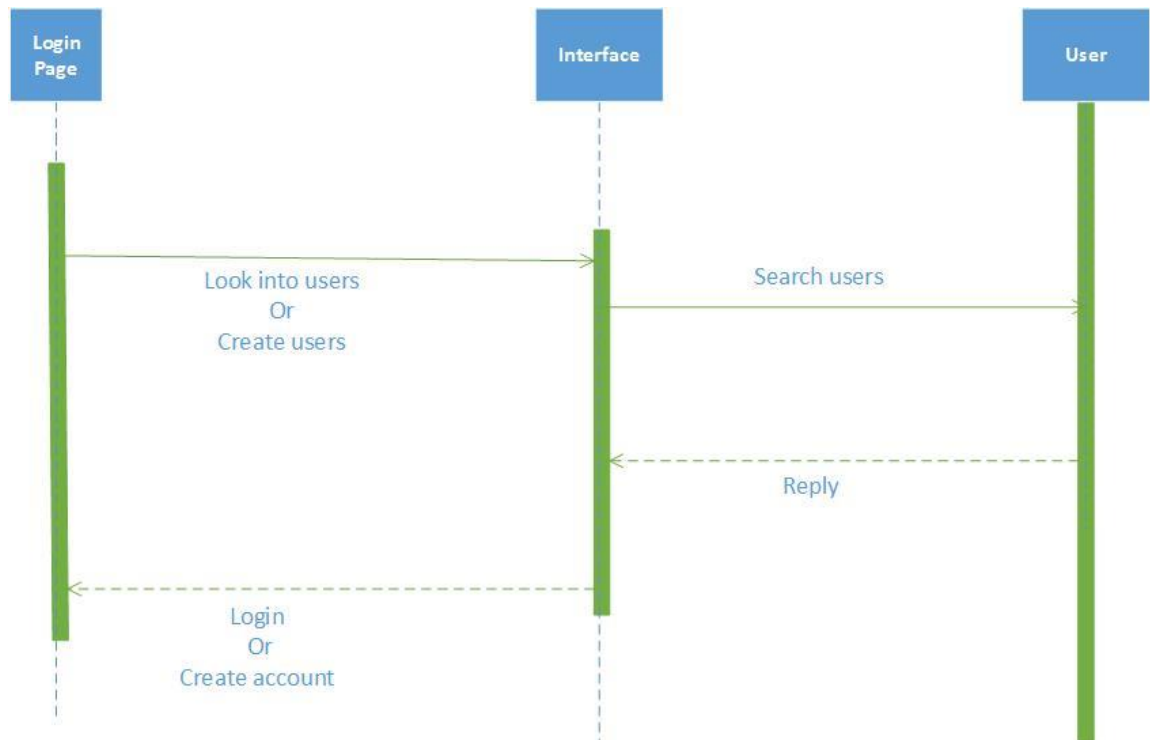 Login
Page
Interface
User
Look into users
Or
Create users
Search users
Reply
Login
Or
Create account